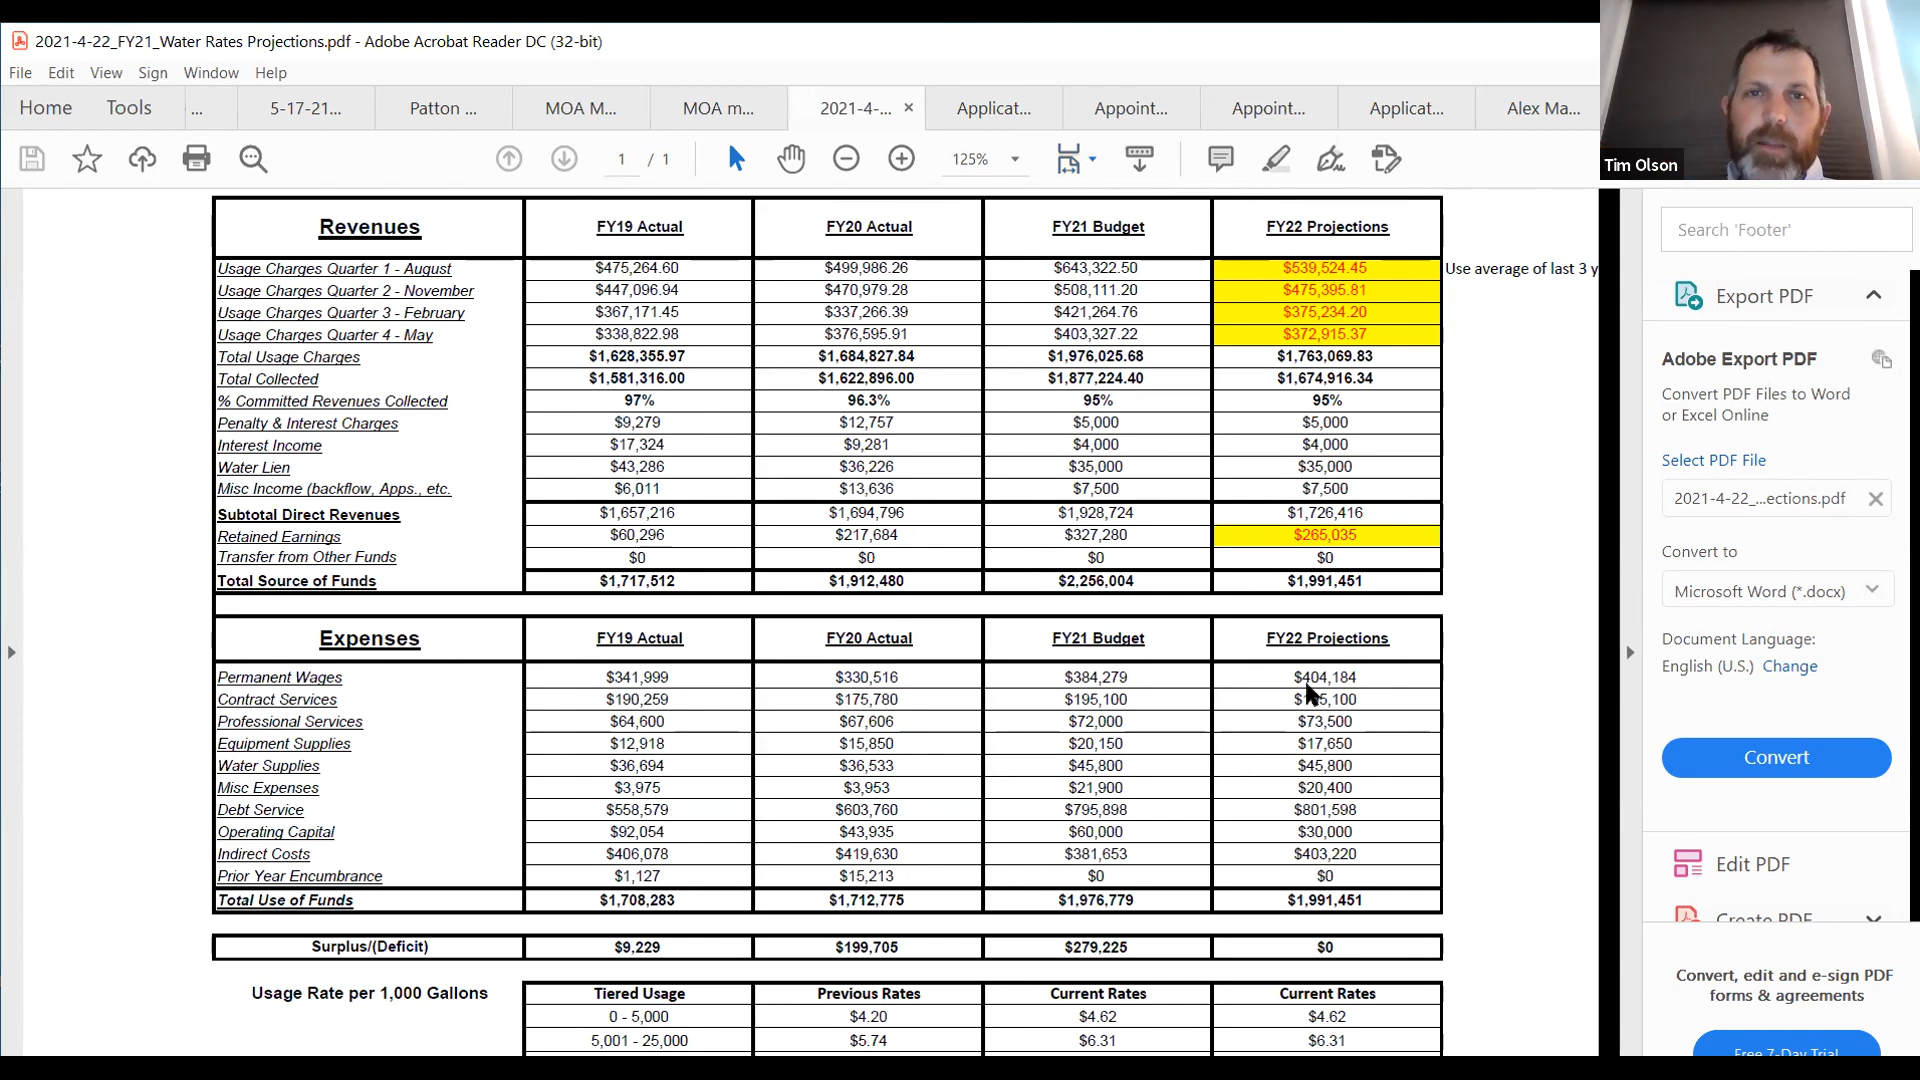 2021-4-22_FY21_Water Rates Projections.pdf - Adobe Acrobat Reader DC (32-bit)
File Edit View Sign Window Help
Home Tools ... 5-17-21... Patton ... MOA M... MOA m... 2021-4-... × Applicat... Appoint... Appoint... Applicat... Alex Ma...
1 / 1 125%
Tim Olson
Revenues FY19 Actual FY20 Actual FY21 Budget FY22 Projections
Usage Charges Quarter 1 - August $475,264.60 $499,986.26 $643,322.50 $539,524.45 Use average of last 3 y
Usage Charges Quarter 2 - November $447,096.94 $470,979.28 $508,111.20 $475,395.81
Usage Charges Quarter 3 - February $367,171.45 $337,266.39 $421,264.76 $375,234.20
Usage Charges Quarter 4 - May $338,822.98 $376,595.91 $403,327.22 $372,915.37
Total Usage Charges $1,628,355.97 $1,684,827.84 $1,976,025.68 $1,763,069.83
Total Collected $1,581,316.00 $1,622,896.00 $1,877,224.40 $1,674,916.34
% Committed Revenues Collected 97% 96.3% 95% 95%
Penalty & Interest Charges $9,279 $12,757 $5,000 $5,000
Interest Income $17,324 $9,281 $4,000 $4,000
Water Lien $43,286 $36,226 $35,000 $35,000
Misc Income (backflow, Apps., etc. $6,011 $13,636 $7,500 $7,500
Subtotal Direct Revenues $1,657,216 $1,694,796 $1,928,724 $1,726,416
Retained Earnings $60,296 $217,684 $327,280 $265,035
Transfer from Other Funds $0 $0 $0 $0
Total Source of Funds $1,717,512 $1,912,480 $2,256,004 $1,991,451
Expenses FY19 Actual FY20 Actual FY21 Budget FY22 Projections
Permanent Wages $341,999 $330,516 $384,279 $404,184
Contract Services $190,259 $175,780 $195,100
Professional Services $64,600 $67,606 $72,000 $73,500
Equipment Supplies $12,918 $15,850 $20,150 $17,650
Water Supplies $36,694 $36,533 $45,800 $45,800
Misc Expenses $3,975 $3,953 $21,900 $20,400
Debt Service $558,579 $603,760 $795,898 $801,598
Operating Capital $92,054 $43,935 $60,000 $30,000
Indirect Costs $406,078 $419,630 $381,653 $403,220
Prior Year Encumbrance $1,127 $15,213 $0 $0
Total Use of Funds $1,708,283 $1,712,775 $1,976,779 $1,991,451
Surplus/(Deficit) $9,229 $199,705 $279,225 $0
Usage Rate per 1,000 Gallons Tiered Usage Previous Rates Current Rates Current Rates
0 - 5,000 $4.20 $4.62 $4.62
5,001 - 25,000 $5.74 $6.31 $6.31
Search 'Footer'
Export PDF
Adobe Export PDF
Convert PDF Files to Word
or Excel Online
Select PDF File
2021-4-22_...ections.pdf
Convert to
Microsoft Word (*.docx)
Document Language:
English (U.S.) Change
Convert
Edit PDF
Create PDF
Convert, edit and e-sign PDF
forms & agreements
Free 7-Day Trial